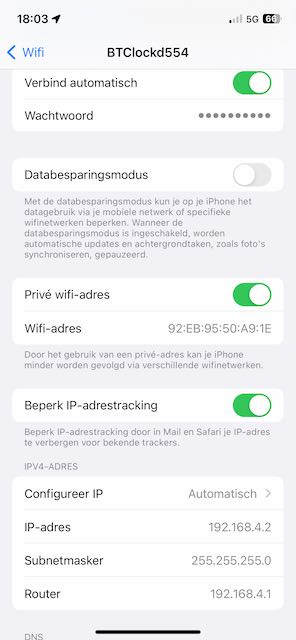 18:03
5G
66
Wifi
BTClockd554
Verbind automatisch
Wachtwoord
Databesparingsmodus
Met de databesparingsmodus kun je op je iPhone het
datagebruik via je mobiele netwerk of specifieke
wifinetwerken beperken. Wanneer de
databesparingsmodus is ingeschakeld, worden
automatische updates en achtergrondtaken, zoals foto's
synchroniseren, gepauzeerd.
Privé wifi-adres
Wifi-adres 92:EB:95:50:A9:1E
Door het gebruik van een privé-adres kan je iPhone
minder worden gevolgd via verschillende wifinetwerken.
Beperk IP-adrestracking
Beperk IP-adrestracking door in Mail en Safari je IP-adres
te verbergen voor bekende trackers.
IPV4-ADRES
Configureer IP Automatisch
IP-adres 192.168.4.2
Subnetmasker 255.255.255.0
Router 192.168.4.1
DNS